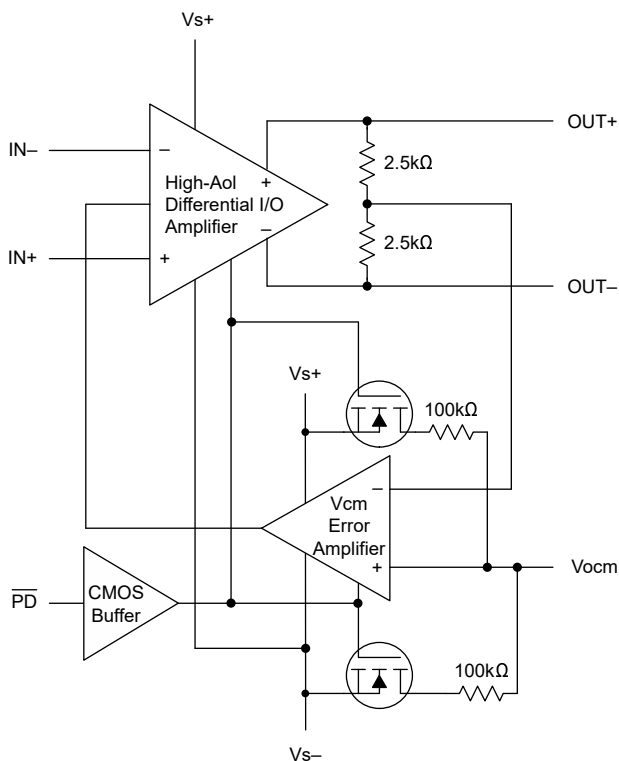 Vs+
OUT+
IN–
–
2.5kΩ
High-Aol
Differential I/O
Amplifier
+
–
2.5kΩ
IN+
+
OUT–
Vs+
100kΩ
–
Vcm
Error
Amplifier
+
Vocm
PD
CMOS
Buffer
100kΩ
Vs–